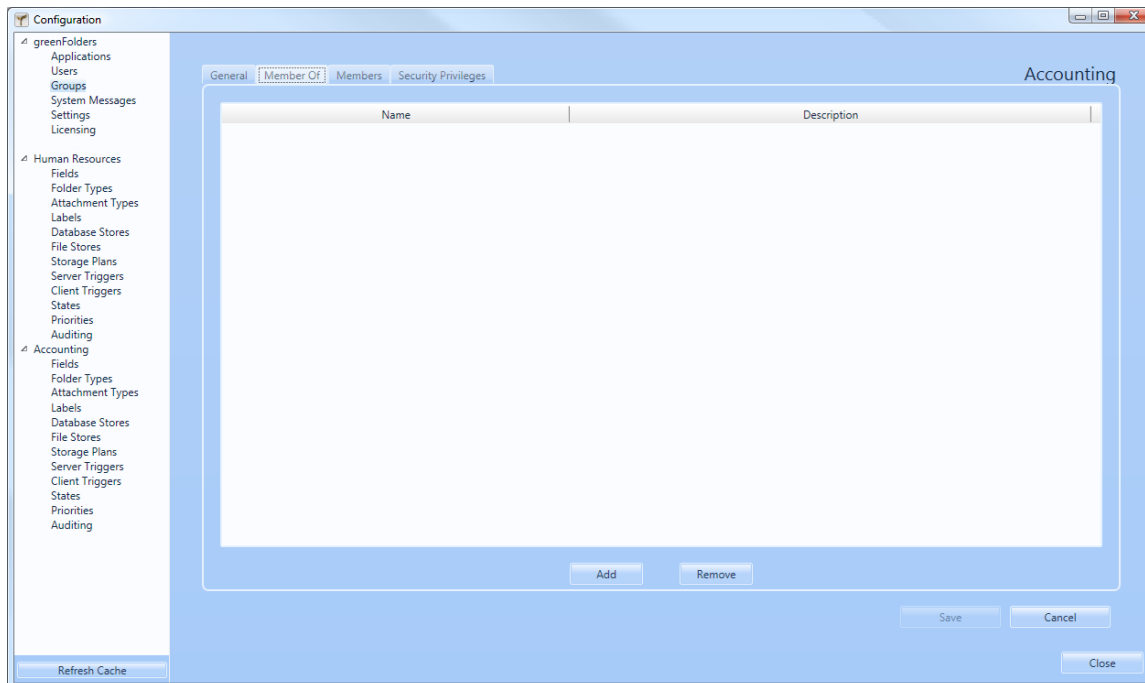 Configuration
greenFolders
Applications
Users
Groups
System Messages
Settings
Licensing
Human Resources
Fields
Folder Types
Attachment Types
Labels
Database Stores
File Stores
Storage Plans
Server Triggers
Client Triggers
States
Priorities
Auditing
Accounting
Fields
Folder Types
Attachment Types
Labels
Database Stores
File Stores
Storage Plans
Server Triggers
Client Triggers
States
Priorities
Auditing
Refresh Cache
General Member Of Members Security Privileges
Accounting
Name Description
Add Remove
Save Cancel
Close